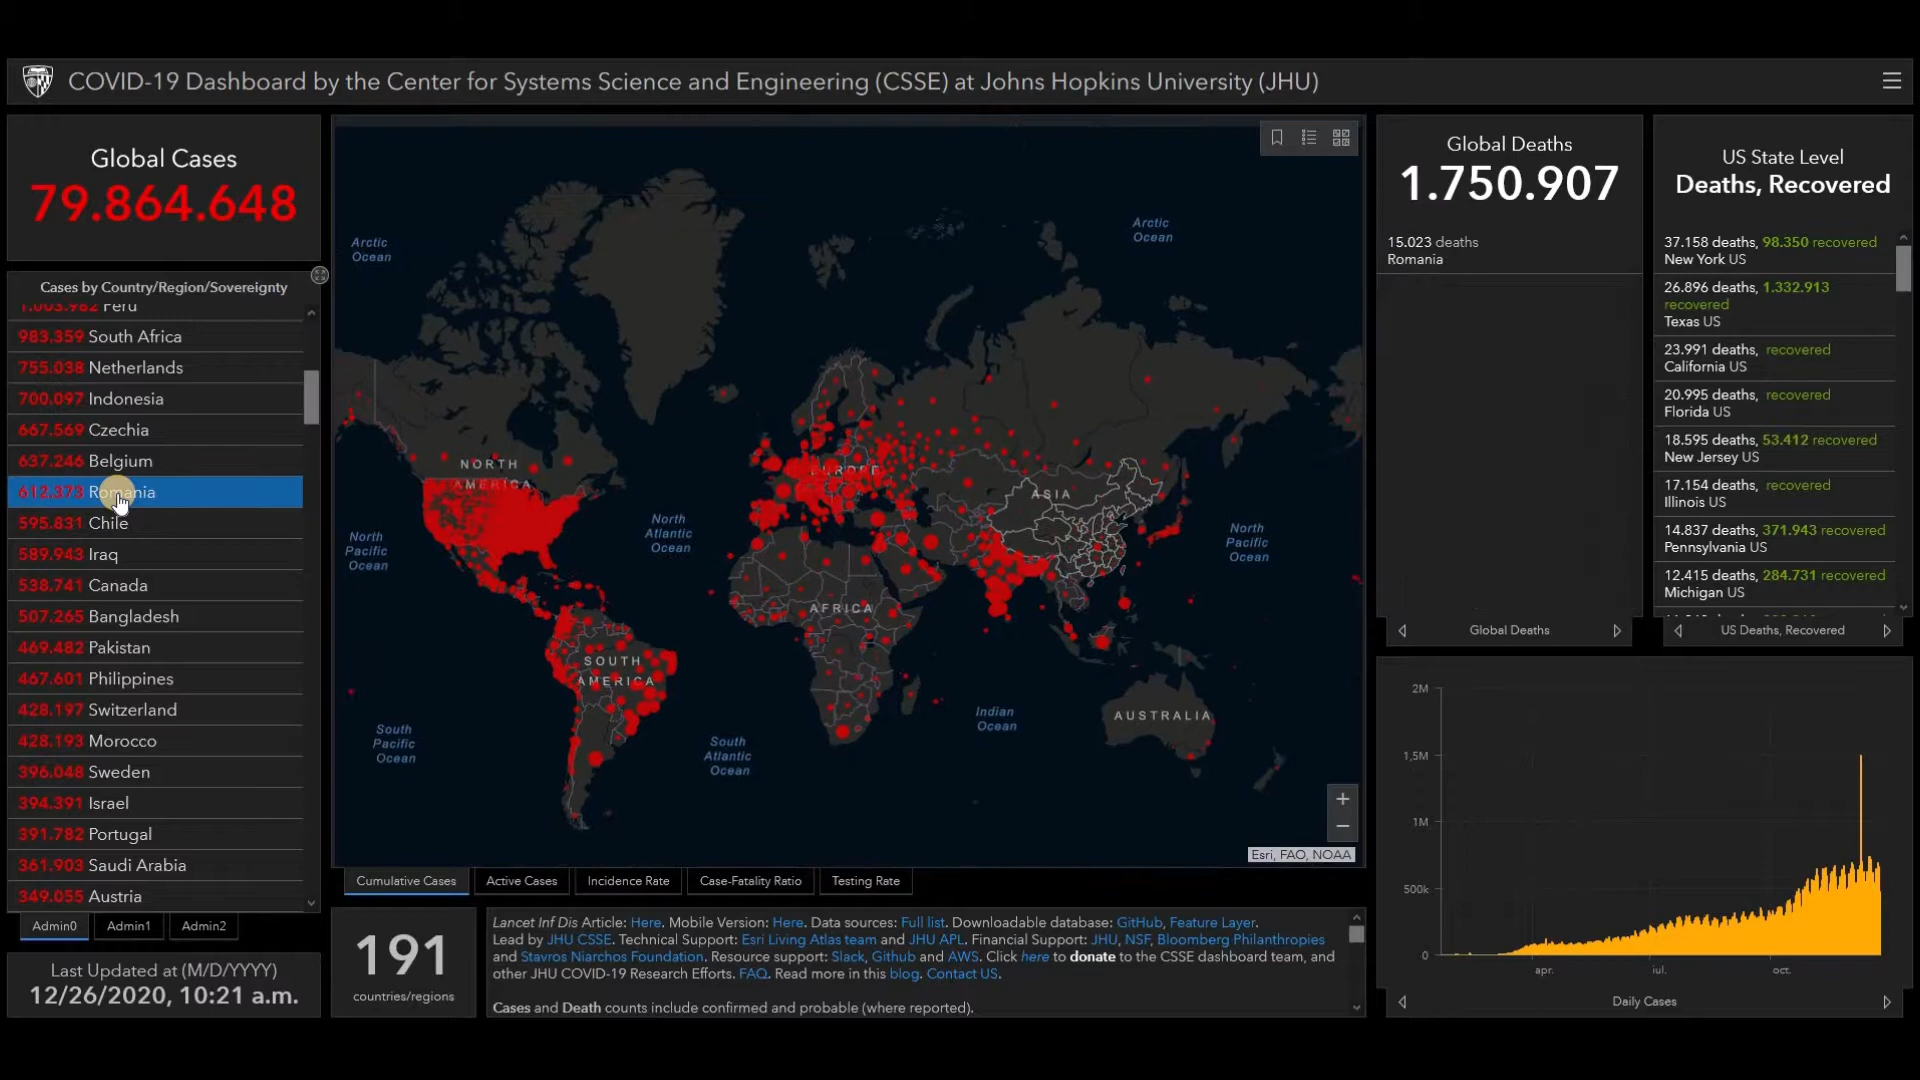 COVID-19 Dashboard by the Center for Systems Science and Engineering (CSSE) at Johns Hopkins University (JHU)
Global Cases
79.864.648
Cases by Country/Region/Sovereignty
1.003.982 Peru
983.359 South Africa
755.038 Netherlands
700.097 Indonesia
667.569 Czechia
637.246 Belgium
612.373 Romania
595.831 Chile
589.943 Iraq
538.741 Canada
507.265 Bangladesh
469.482 Pakistan
467.601 Philippines
428.197 Switzerland
428.193 Morocco
396.048 Sweden
394.391 Israel
391.782 Portugal
361.903 Saudi Arabia
349.055 Austria
Admin0
Admin1
Admin2
Last Updated at (M/D/YYYY)
12/26/2020, 10:21 a.m.
Arctic
Ocean
Arctic
Ocean
NORTH
AMERICA
EUROPE
ASIA
North
Pacific
Ocean
North
Atlantic
Ocean
North
Pacific
Ocean
AFRICA
SOUTH
AMERICA
South
Pacific
Ocean
South
Atlantic
Ocean
Indian
Ocean
AUSTRALIA
+
−
Esri, FAO, NOAA
Cumulative Cases
Active Cases
Incidence Rate
Case-Fatality Ratio
Testing Rate
191
countries/regions
Lancet Inf Dis Article: Here. Mobile Version: Here. Data sources: Full list. Downloadable database: GitHub, Feature Layer.
Lead by JHU CSSE. Technical Support: Esri Living Atlas team and JHU APL. Financial Support: JHU, NSF, Bloomberg Philanthropies
and Stavros Niarchos Foundation. Resource support: Slack, Github and AWS. Click here to donate to the CSSE dashboard team, and
other JHU COVID-19 Research Efforts. FAQ. Read more in this blog. Contact US.
Cases and Death counts include confirmed and probable (where reported).
Global Deaths
1.750.907
15.023 deaths
Romania
Global Deaths
US State Level
Deaths, Recovered
37.158 deaths, 98.350 recovered
New York US
26.896 deaths, 1.332.913
recovered
Texas US
23.991 deaths, recovered
California US
20.995 deaths, recovered
Florida US
18.595 deaths, 53.412 recovered
New Jersey US
17.154 deaths, recovered
Illinois US
14.837 deaths, 371.943 recovered
Pennsylvania US
12.415 deaths, 284.731 recovered
Michigan US
US Deaths, Recovered
2M
1,5M
1M
500k
0
apr.
iul.
oct.
Daily Cases